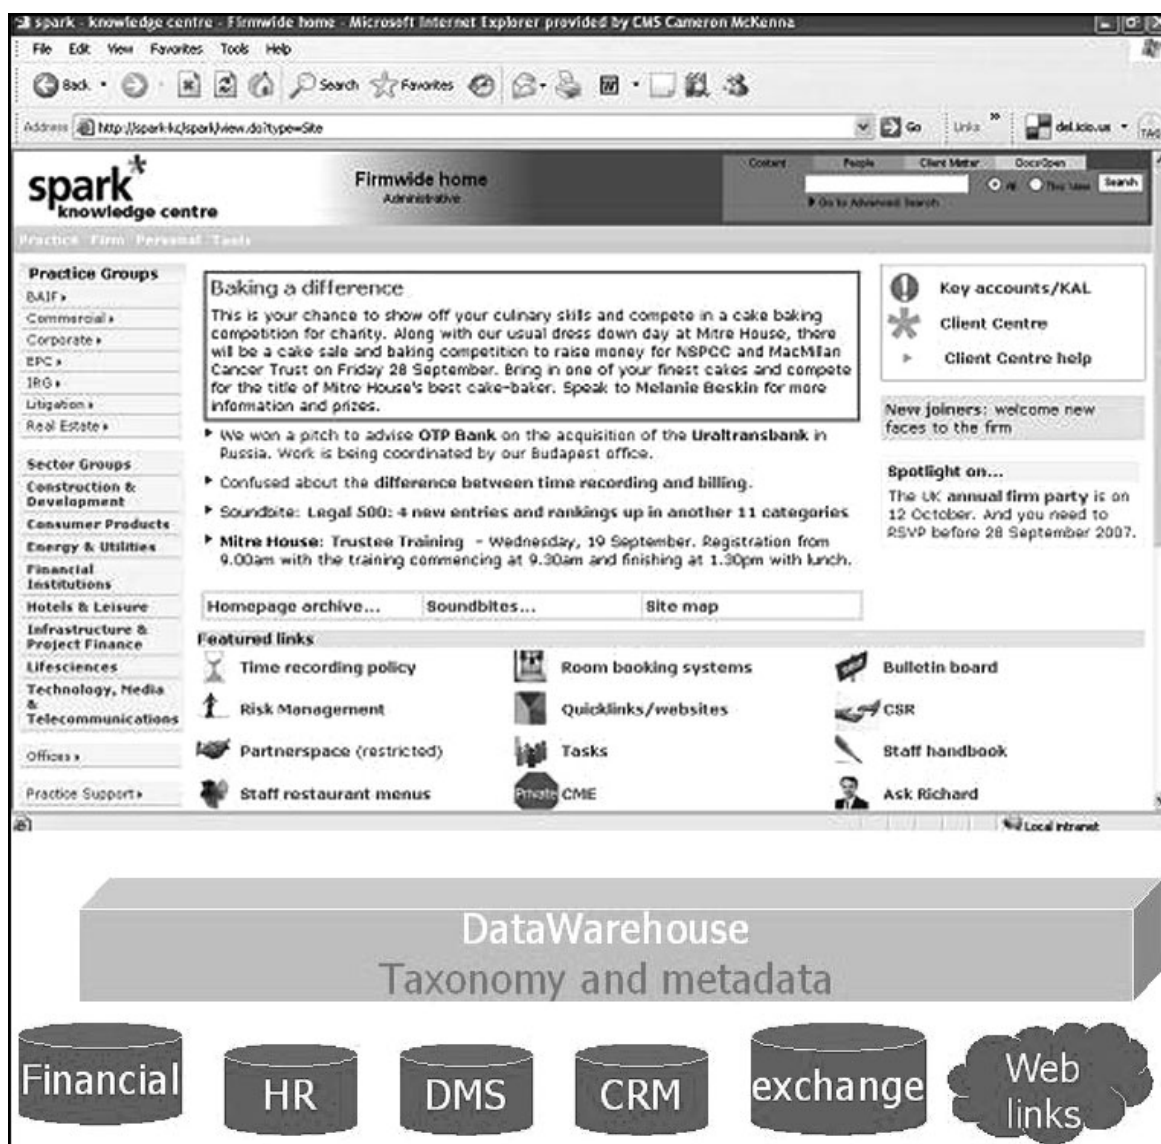 spark - knowledge centre - Firmwide home - Microsoft Internet Explorer provided by CMS Cameron McKenna
File Edit View Favorites Tools Help
Back Search Favorites
Address http://spark-kc/spark/view.do?type=Site Go Links » del.icio.us TAG
Content People Client Matter DocsOpen
spark*
knowledge centre
Firmwide home
Administrative
All This View Search
Go to Advanced Search
Practice Firm Personal Tools
Practice Groups
BAIF
Commercial
Corporate
EPC
IRG
Litigation
Real Estate
Sector Groups
Construction &
Development
Consumer Products
Energy & Utilities
Financial
Institutions
Hotels & Leisure
Infrastructure &
Project Finance
Lifesciences
Technology, Media
&
Telecommunications
Offices
Practice Support
Baking a difference
This is your chance to show off your culinary skills and compete in a cake baking
competition for charity. Along with our usual dress down day at Mitre House, there
will be a cake sale and baking competition to raise money for NSPCC and MacMillan
Cancer Trust on Friday 28 September. Bring in one of your finest cakes and compete
for the title of Mitre House's best cake-baker. Speak to Melanie Beskin for more
information and prizes.
We won a pitch to advise OTP Bank on the acquisition of the Uraltransbank in
Russia. Work is being coordinated by our Budapest office.
Confused about the difference between time recording and billing.
Soundbite: Legal 500: 4 new entries and rankings up in another 11 categories
Mitre House: Trustee Training - Wednesday, 19 September. Registration from
9.00am with the training commencing at 9.30am and finishing at 1.30pm with lunch.
Homepage archive... Soundbites... Site map
Key accounts/KAL
Client Centre
Client Centre help
New joiners: welcome new
faces to the firm
Spotlight on...
The UK annual firm party is on
12 October. And you need to
RSVP before 28 September 2007.
Featured links
Time recording policy Room booking systems Bulletin board
Risk Management Quicklinks/websites CSR
Partnerspace (restricted) Tasks Staff handbook
Staff restaurant menus Private CME Ask Richard
Local intranet
DataWarehouse
Taxonomy and metadata
Financial HR DMS CRM exchange Web
links